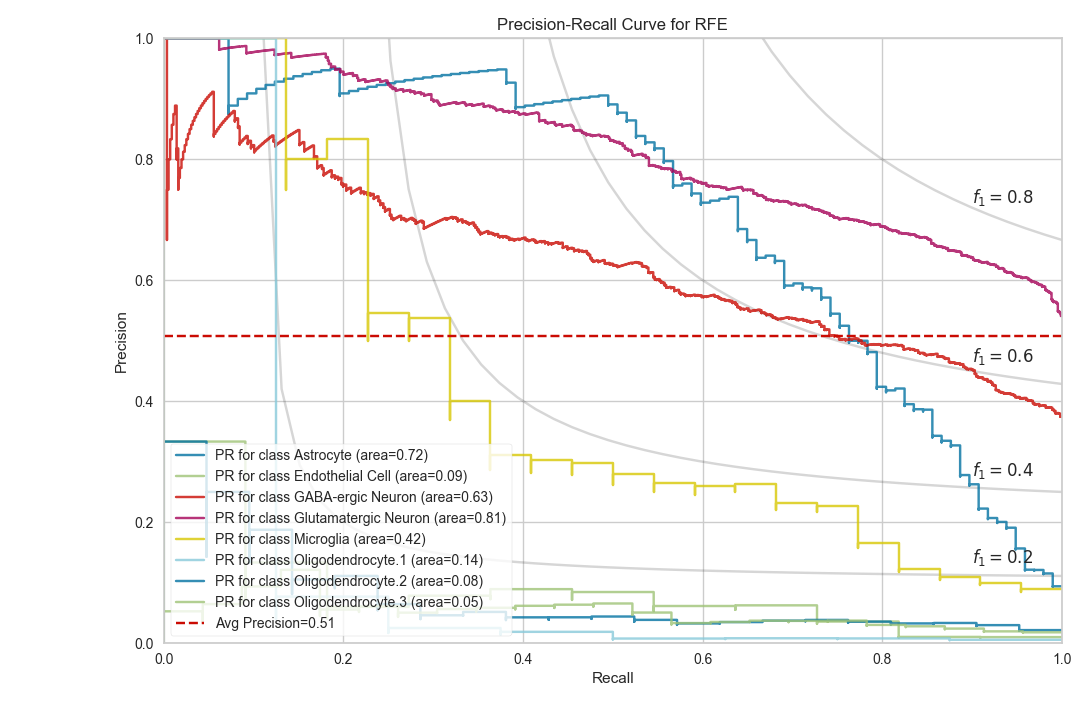 Precision-Recall Curve for RFE
1.0
0.8
0.6
0.4
0.2
0.0
Precision
f₁ = 0.8
f₁ = 0.6
f₁ = 0.4
f₁ = 0.2
PR for class Astrocyte (area=0.72)
PR for class Endothelial Cell (area=0.09)
PR for class GABA-ergic Neuron (area=0.63)
PR for class Glutamatergic Neuron (area=0.81)
PR for class Microglia (area=0.42)
PR for class Oligodendrocyte.1 (area=0.14)
PR for class Oligodendrocyte.2 (area=0.08)
PR for class Oligodendrocyte.3 (area=0.05)
Avg Precision=0.51
0.0 0.2 0.4 0.6 0.8 1.0
Recall